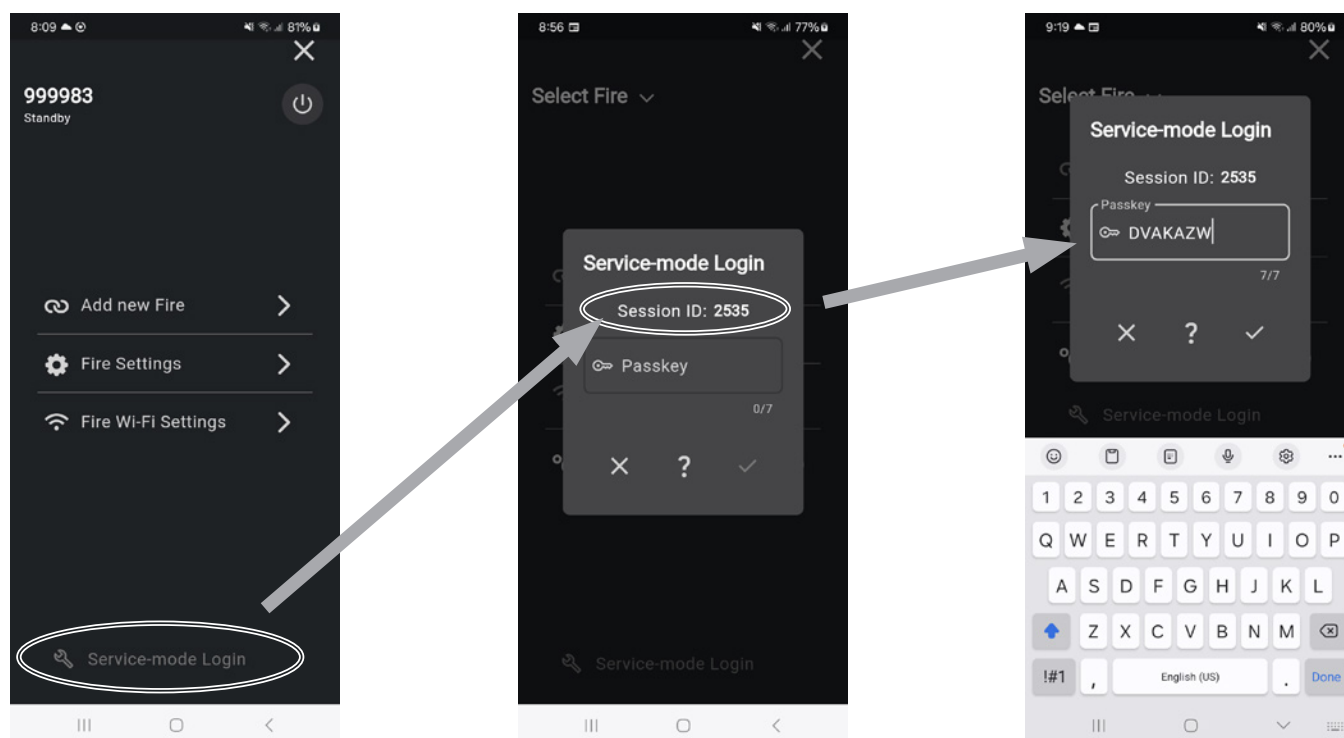 8:09 81%
999983
Standby
Add new Fire
Fire Settings
Fire Wi-Fi Settings
Service-mode Login
8:56 77%
Select Fire
Service-mode Login
Session ID: 2535
Passkey
0/7
?
Service-mode Login
9:19 80%
Select Fire
Service-mode Login
Session ID: 2535
Passkey
DVAKAZW
7/7
?
Service-mode Login
1 2 3 4 5 6 7 8 9 0
Q W E R T Y U I O P
A S D F G H J K L
Z X C V B N M
!#1 , English (US) . Done